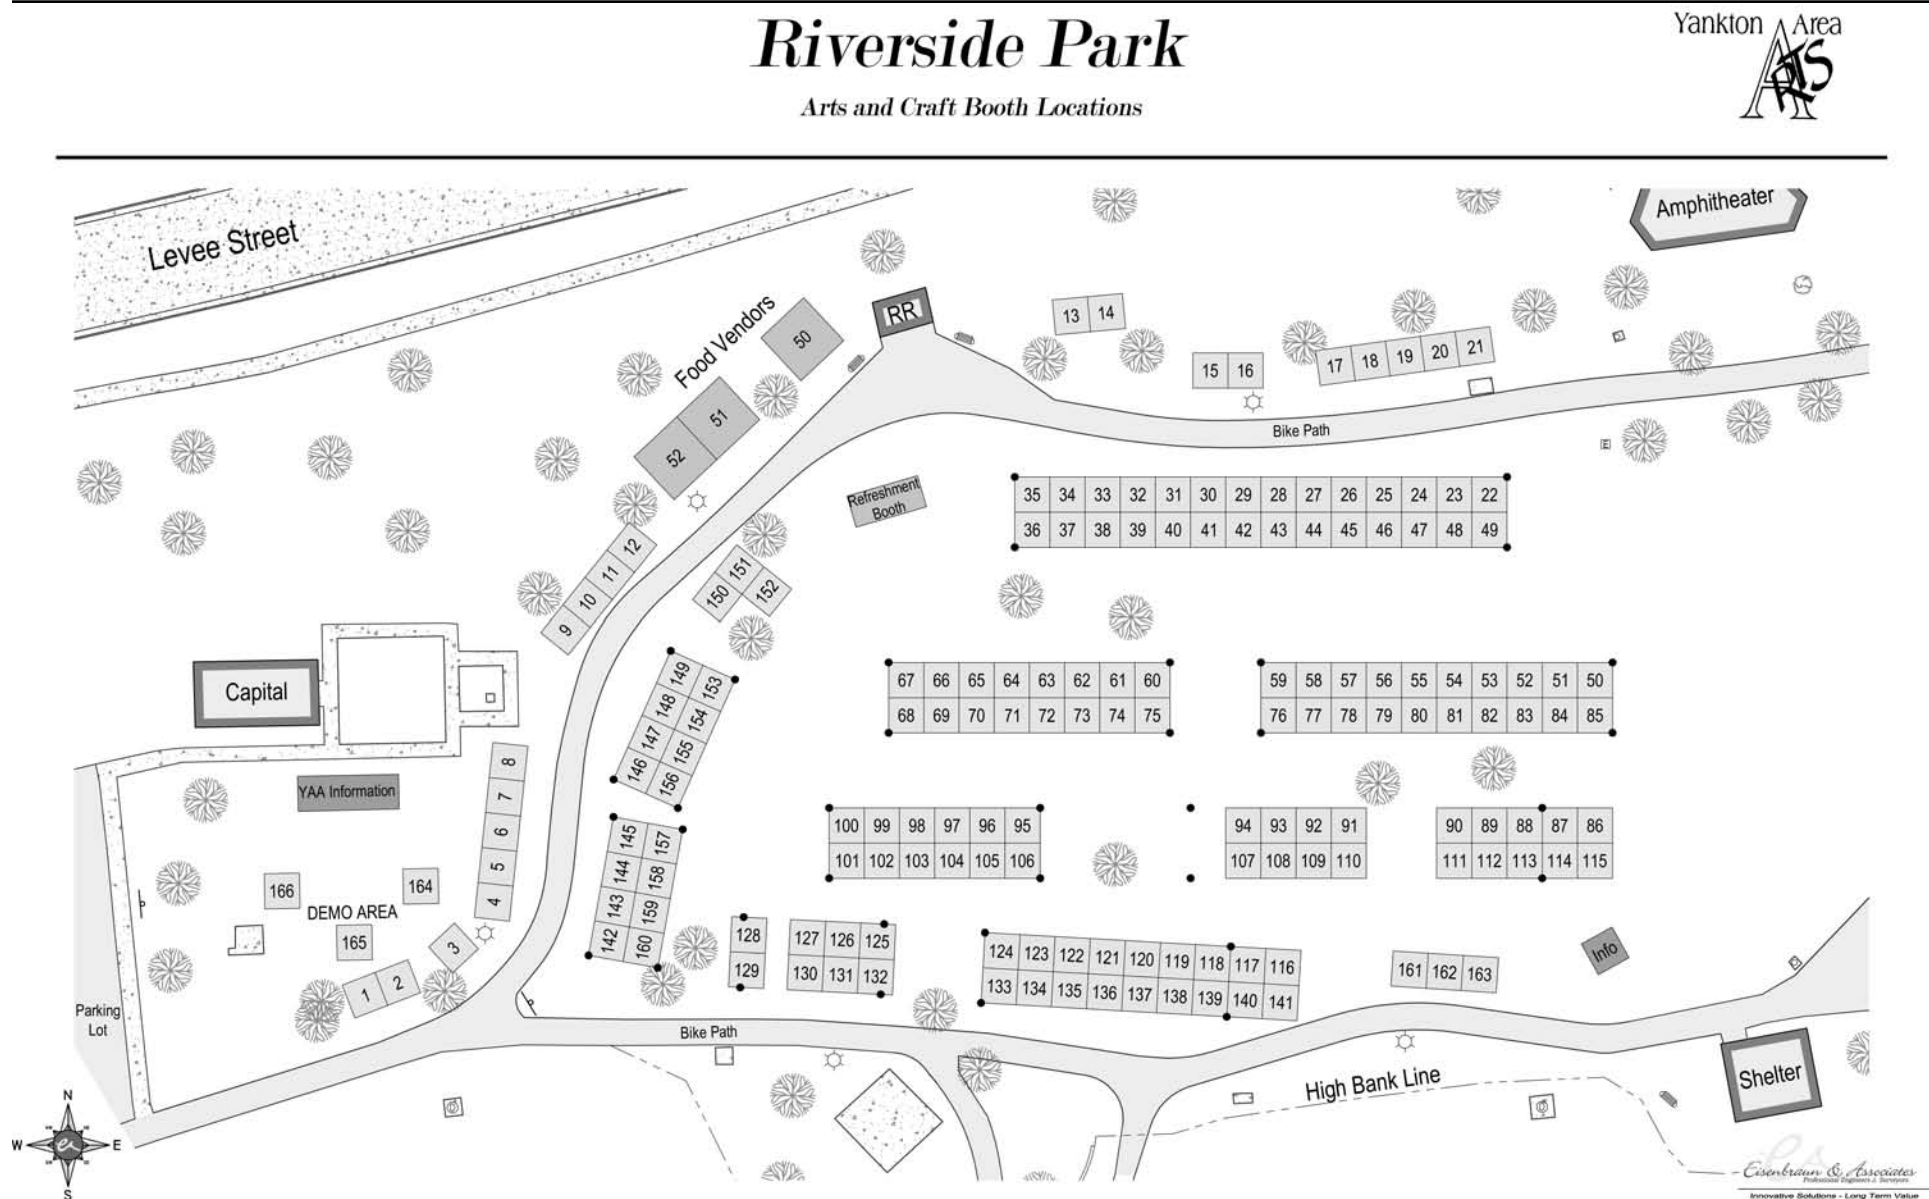 Riverside Park
Arts and Craft Booth Locations
Yankton Area
ARTS
Levee Street
Amphitheater
RR
Food Vendors
50
51
52
13 14
15 16
17 18 19 20 21
Bike Path
Refreshment
Booth
35 34 33 32 31 30 29 28 27 26 25 24 23 22
36 37 38 39 40 41 42 43 44 45 46 47 48 49
E
12
11
10
9
151
150
152
Capital
149 153
148 154
147 155
146 156
67 66 65 64 63 62 61 60
68 69 70 71 72 73 74 75
59 58 57 56 55 54 53 52 51 50
76 77 78 79 80 81 82 83 84 85
YAA Information
8
7
6
5
4
3
145 157
144 158
143 159
142 160
100 99 98 97 96 95
101 102 103 104 105 106
94 93 92 91
107 108 109 110
90 89 88 87 86
111 112 113 114 115
166
164
DEMO AREA
165
1 2
128
129
127 126 125
130 131 132
124 123 122 121 120 119 118 117 116
133 134 135 136 137 138 139 140 141
161 162 163
Info
Parking
Lot
Bike Path
High Bank Line
Shelter
N
W E
S
Eisenbraun & Associates
Professional Engineers & Surveyors
Innovative Solutions - Long Term Value